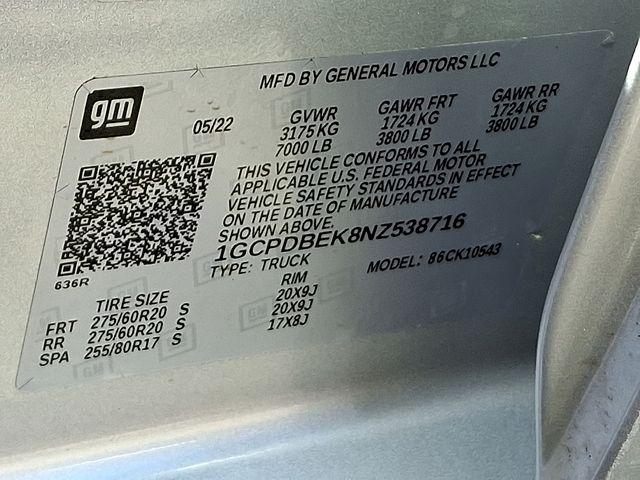 MFD BY GENERAL MOTORS LLC
gm
05/22
GVWR GAWR FRT GAWR RR
3175 KG 1724 KG 1724 KG
7000 LB 3800 LB 3800 LB
THIS VEHICLE CONFORMS TO ALL
APPLICABLE U.S. FEDERAL MOTOR
VEHICLE SAFETY STANDARDS IN EFFECT
ON THE DATE OF MANUFACTURE
SHOWN ABOVE.
1GCPDBEK8NZ538716
TYPE: TRUCK MODEL: 86CK10543
636R
TIRE SIZE RIM
FRT 275/60R20 S 20X9J
RR 275/60R20 S 20X9J
SPA 255/80R17 S 17X8J